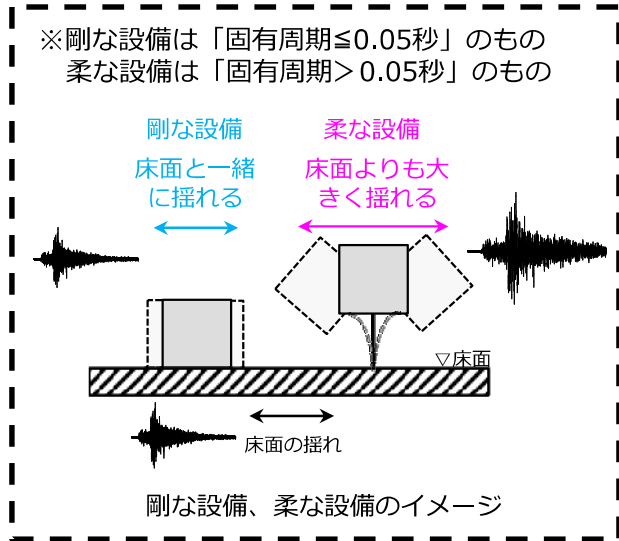 ※剛な設備は「固有周期≦0.05秒」のもの
柔な設備は「固有周期＞0.05秒」のもの
剛な設備
床面と一緒
に揺れる
柔な設備
床面よりも大
きく揺れる
▽床面
床面の揺れ
剛な設備、柔な設備のイメージ